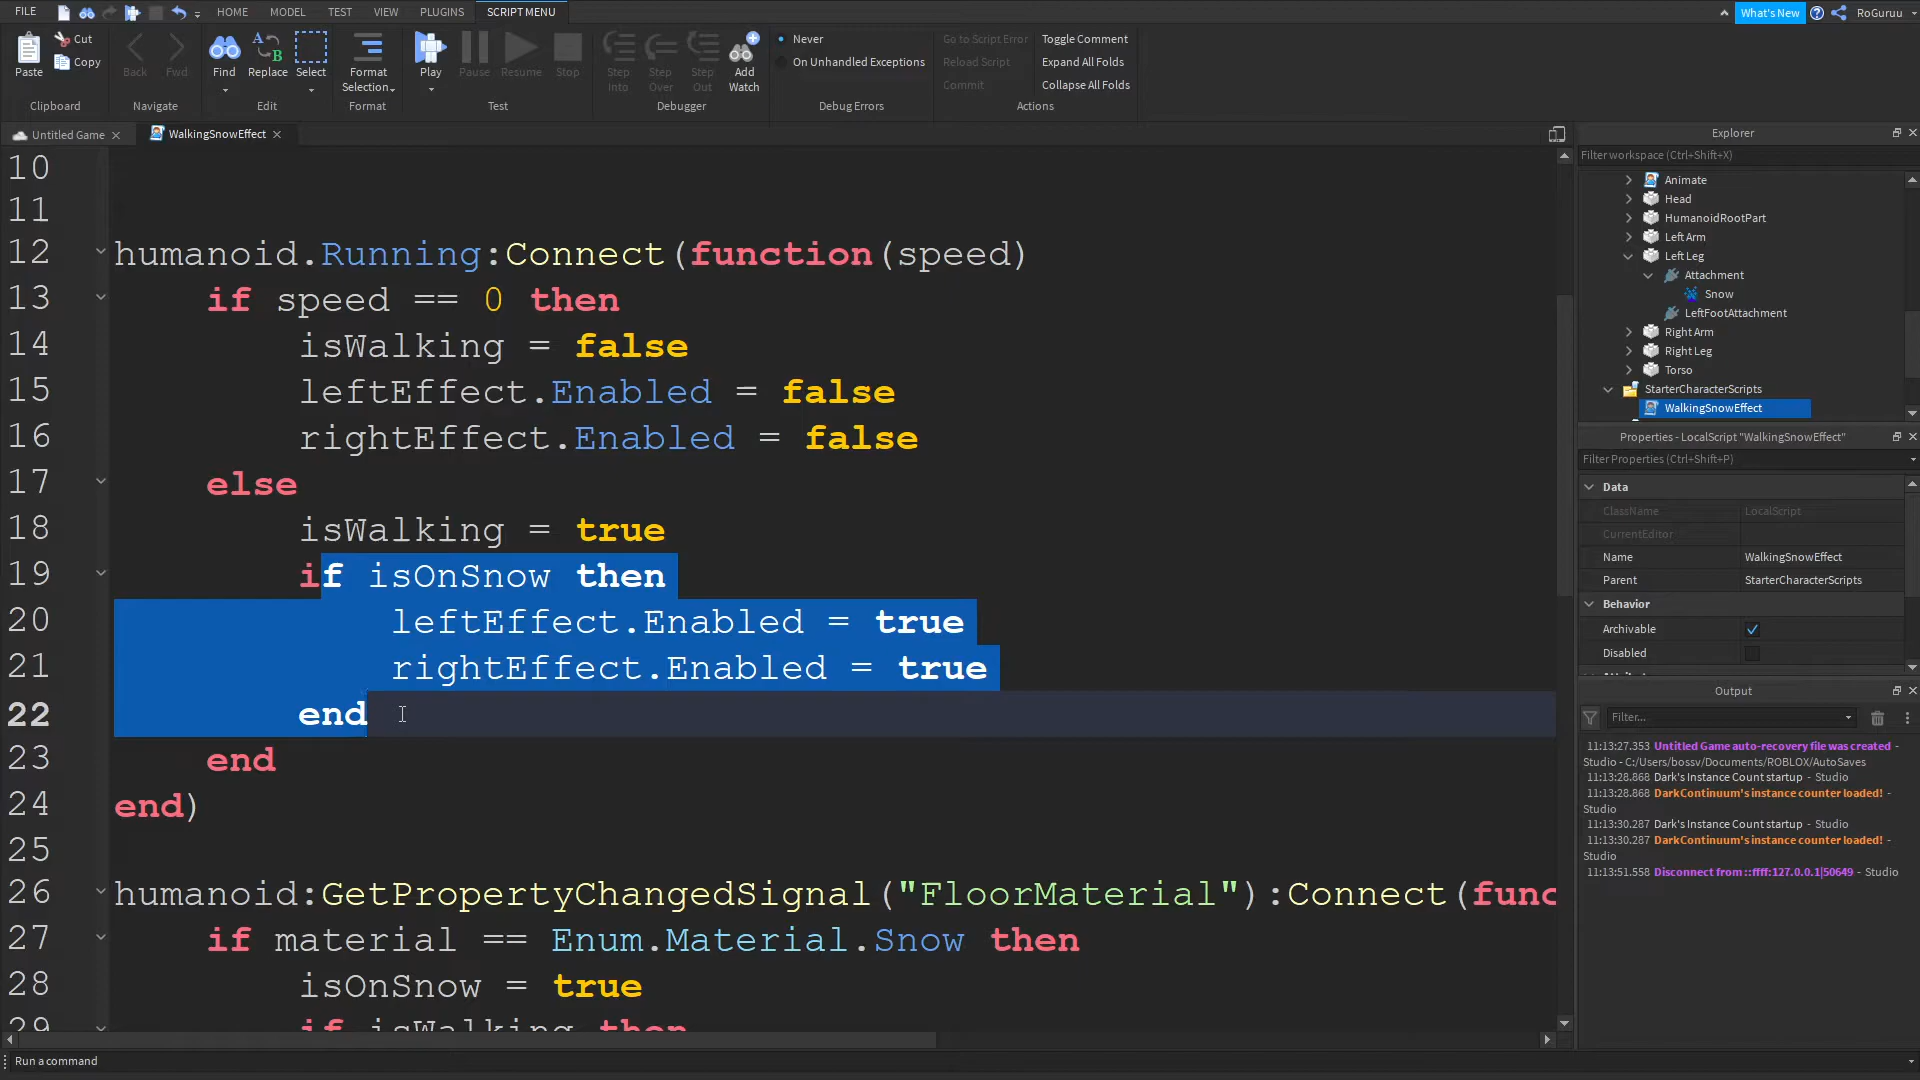 FILE HOME MODEL TEST VIEW PLUGINS SCRIPT MENU What's New RoGuruu
Paste Cut Copy Back Fwd Find Replace Select Format Selection Play Pause Resume Stop Step Into Step Over Step Out Add Watch
Never
On Unhandled Exceptions
Go to Script Error
Reload Script
Commit
Toggle Comment
Expand All Folds
Collapse All Folds
Clipboard Navigate Edit Format Test Debugger Debug Errors Actions
Untitled Game WalkingSnowEffect
10
11
12 humanoid.Running:Connect(function(speed)
13 if speed == 0 then
14 isWalking = false
15 leftEffect.Enabled = false
16 rightEffect.Enabled = false
17 else
18 isWalking = true
19 if isOnSnow then
20 leftEffect.Enabled = true
21 rightEffect.Enabled = true
22 end
23 end
24 end)
25
26 humanoid:GetPropertyChangedSignal("FloorMaterial"):Connect(func
27 if material == Enum.Material.Snow then
28 isOnSnow = true
29 if isWalking then
Run a command
Explorer
Filter workspace (Ctrl+Shift+X)
Animate
Head
HumanoidRootPart
Left Arm
Left Leg
Attachment
Snow
LeftFootAttachment
Right Arm
Right Leg
Torso
StarterCharacterScripts
WalkingSnowEffect
Properties - LocalScript "WalkingSnowEffect"
Filter Properties (Ctrl+Shift+P)
Data
ClassName LocalScript
CurrentEditor
Name WalkingSnowEffect
Parent StarterCharacterScripts
Behavior
Archivable
Disabled
Output
Filter...
11:13:27.353 Untitled Game auto-recovery file was created -
Studio - C:/Users/bossv/Documents/ROBLOX/AutoSaves
11:13:28.868 Dark's Instance Count startup - Studio
11:13:28.868 DarkContinuum's instance counter loaded! -
Studio
11:13:30.287 Dark's Instance Count startup - Studio
11:13:30.287 DarkContinuum's instance counter loaded! -
Studio
11:13:51.558 Disconnect from ::ffff:127.0.0.1|50649 - Studio